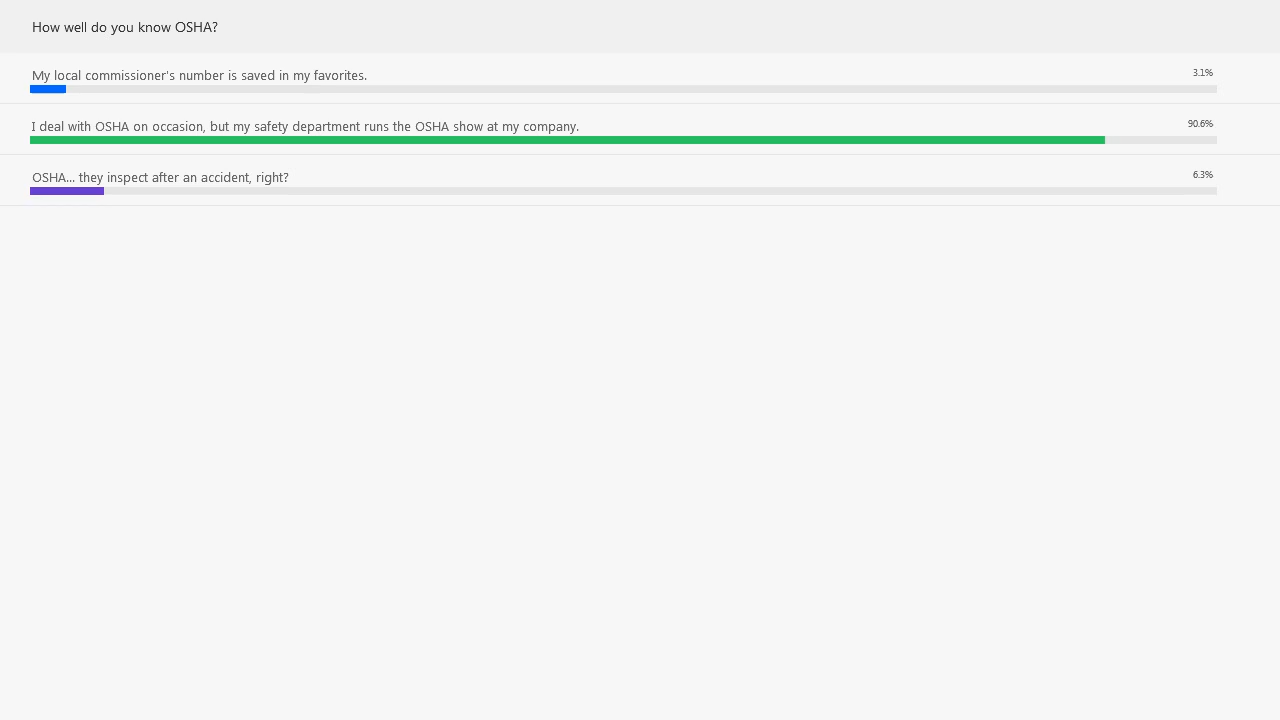 How well do you know OSHA?
My local commissioner's number is saved in my favorites.
3.1%
I deal with OSHA on occasion, but my safety department runs the OSHA show at my company.
90.6%
OSHA... they inspect after an accident, right?
6.3%